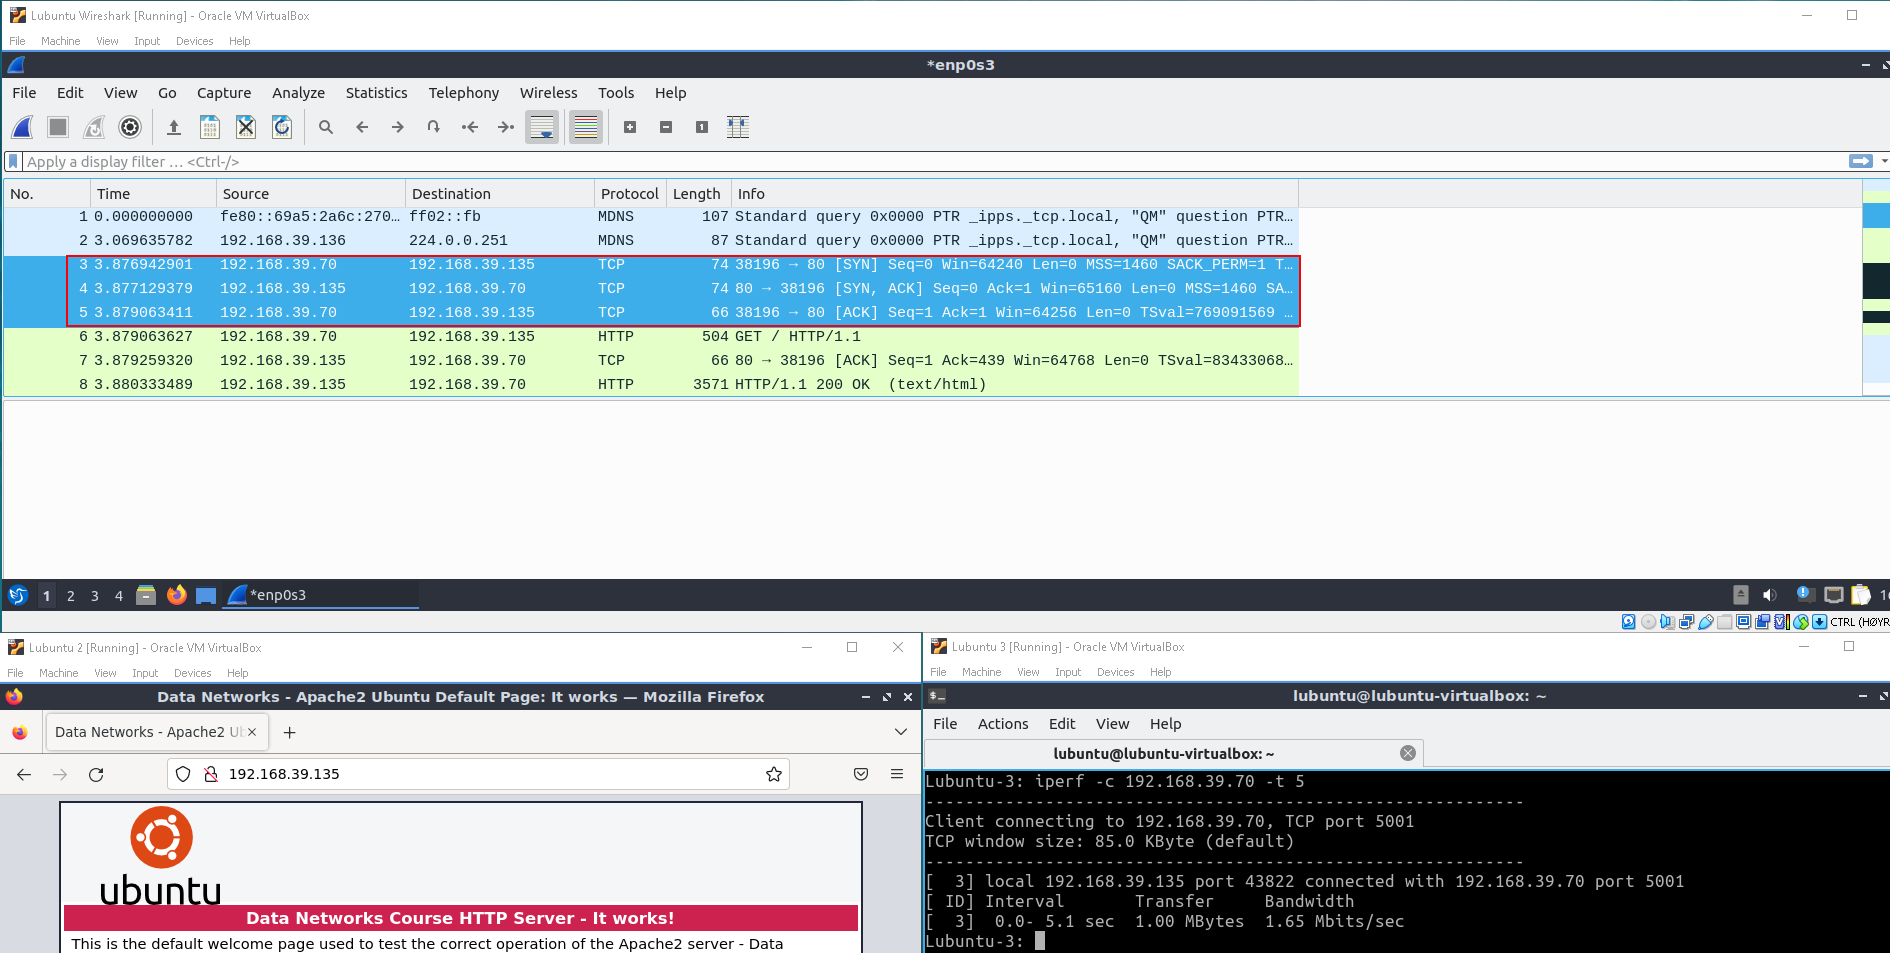 Lubuntu Wireshark [Running] - Oracle VM VirtualBox
File Machine View Input Devices Help
*enp0s3
File Edit View Go Capture Analyze Statistics Telephony Wireless Tools Help
Apply a display filter … <Ctrl-/>
No. Time Source Destination Protocol Length Info
1 0.000000000 fe80::69a5:2a6c:270… ff02::fb MDNS 107 Standard query 0x0000 PTR _ipps._tcp.local, "QM" question PTR…
2 3.069635782 192.168.39.136 224.0.0.251 MDNS 87 Standard query 0x0000 PTR _ipps._tcp.local, "QM" question PTR…
3 3.876942901 192.168.39.70 192.168.39.135 TCP 74 38196 → 80 [SYN] Seq=0 Win=64240 Len=0 MSS=1460 SACK_PERM=1 T…
4 3.877129379 192.168.39.135 192.168.39.70 TCP 74 80 → 38196 [SYN, ACK] Seq=0 Ack=1 Win=65160 Len=0 MSS=1460 SA…
5 3.879063411 192.168.39.70 192.168.39.135 TCP 66 38196 → 80 [ACK] Seq=1 Ack=1 Win=64256 Len=0 TSval=769091569 …
6 3.879063627 192.168.39.70 192.168.39.135 HTTP 504 GET / HTTP/1.1
7 3.879259320 192.168.39.135 192.168.39.70 TCP 66 80 → 38196 [ACK] Seq=1 Ack=439 Win=64768 Len=0 TSval=83433068…
8 3.880333489 192.168.39.135 192.168.39.70 HTTP 3571 HTTP/1.1 200 OK (text/html)
1 2 3 4 *enp0s3
CTRL (HØYR
Lubuntu 2 [Running] - Oracle VM VirtualBox
File Machine View Input Devices Help
Data Networks - Apache2 Ubuntu Default Page: It works — Mozilla Firefox
Data Networks - Apache2 Ub
192.168.39.135
ubuntu
Data Networks Course HTTP Server - It works!
This is the default welcome page used to test the correct operation of the Apache2 server - Data
Lubuntu 3 [Running] - Oracle VM VirtualBox
File Machine View Input Devices Help
lubuntu@lubuntu-virtualbox: ~
File Actions Edit View Help
lubuntu@lubuntu-virtualbox: ~
Lubuntu-3: iperf -c 192.168.39.70 -t 5
------------------------------------------------------------
Client connecting to 192.168.39.70, TCP port 5001
TCP window size: 85.0 KByte (default)
------------------------------------------------------------
[  3] local 192.168.39.135 port 43822 connected with 192.168.39.70 port 5001
[ ID] Interval       Transfer     Bandwidth
[  3]  0.0- 5.1 sec  1.00 MBytes  1.65 Mbits/sec
Lubuntu-3: